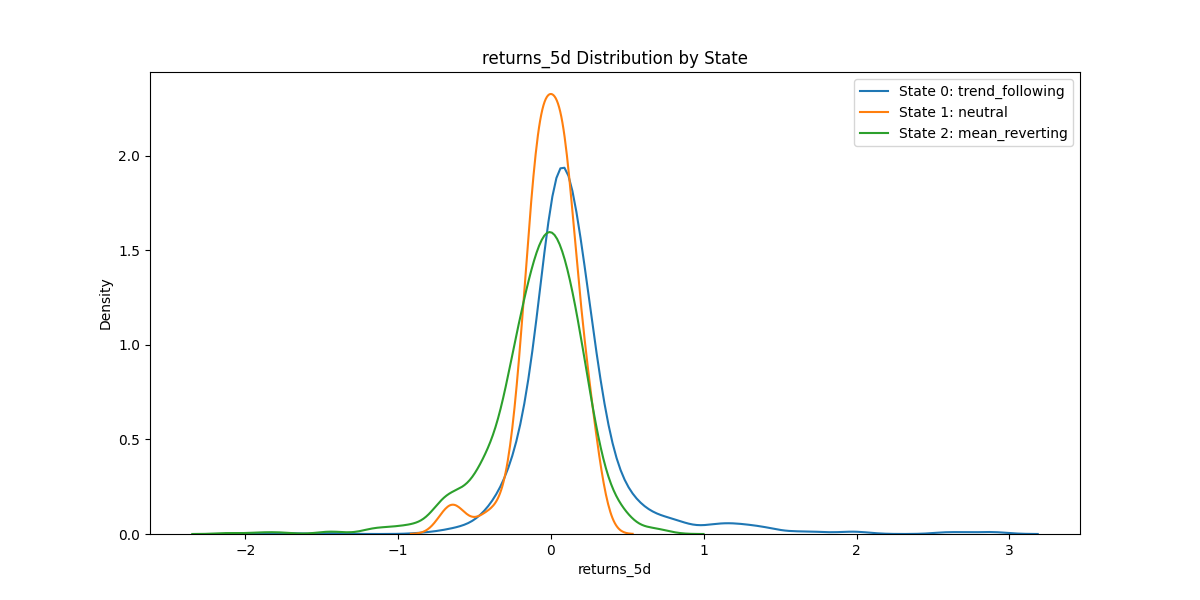 returns_5d Distribution by State
State 0: trend_following
State 1: neutral
State 2: mean_reverting
Density
2.0
1.5
1.0
0.5
0.0
−2
−1
0
1
2
3
returns_5d